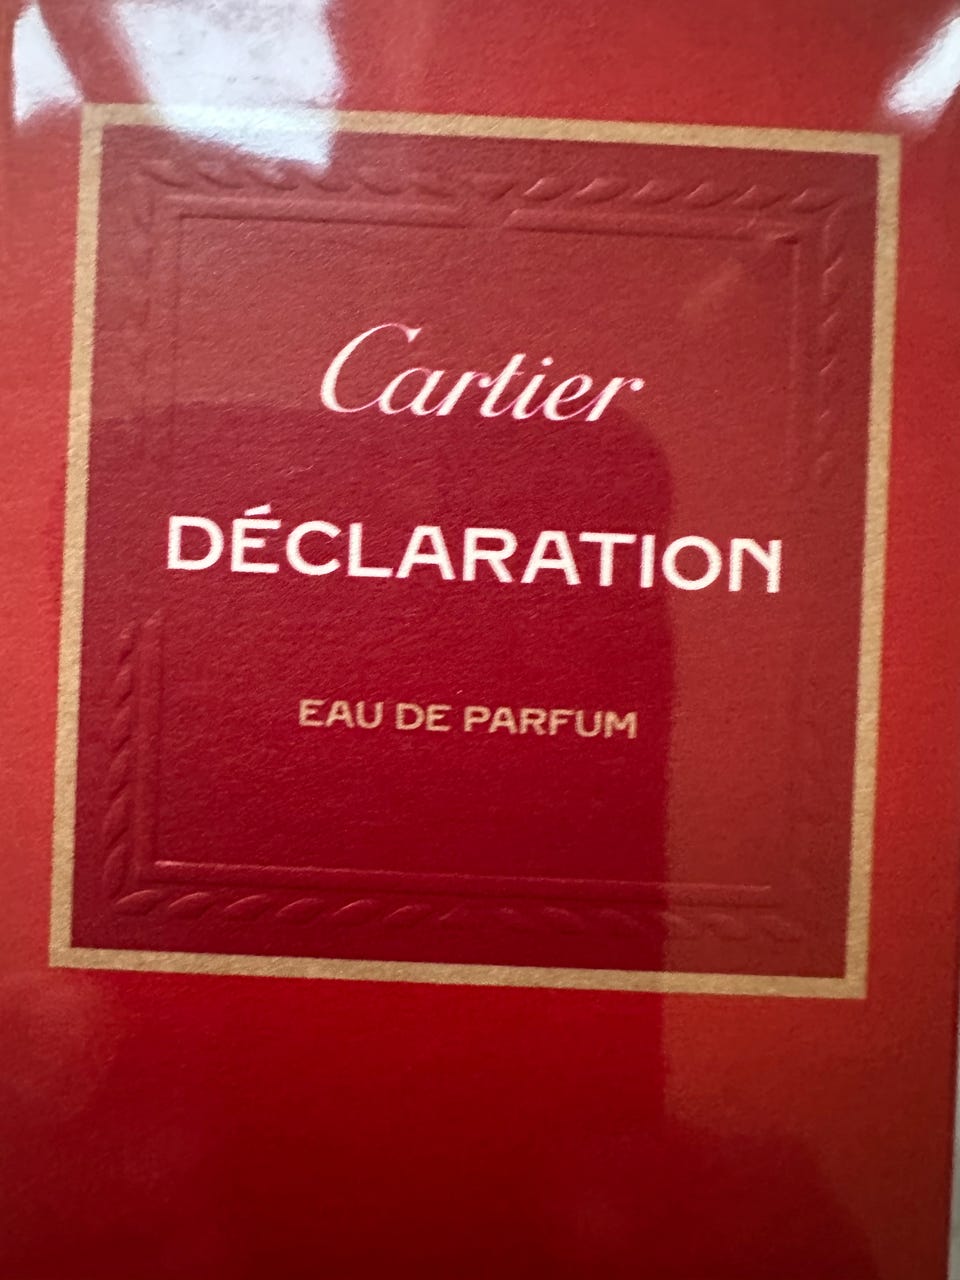 Cartier
DÉCLARATION
EAU DE PARFUM